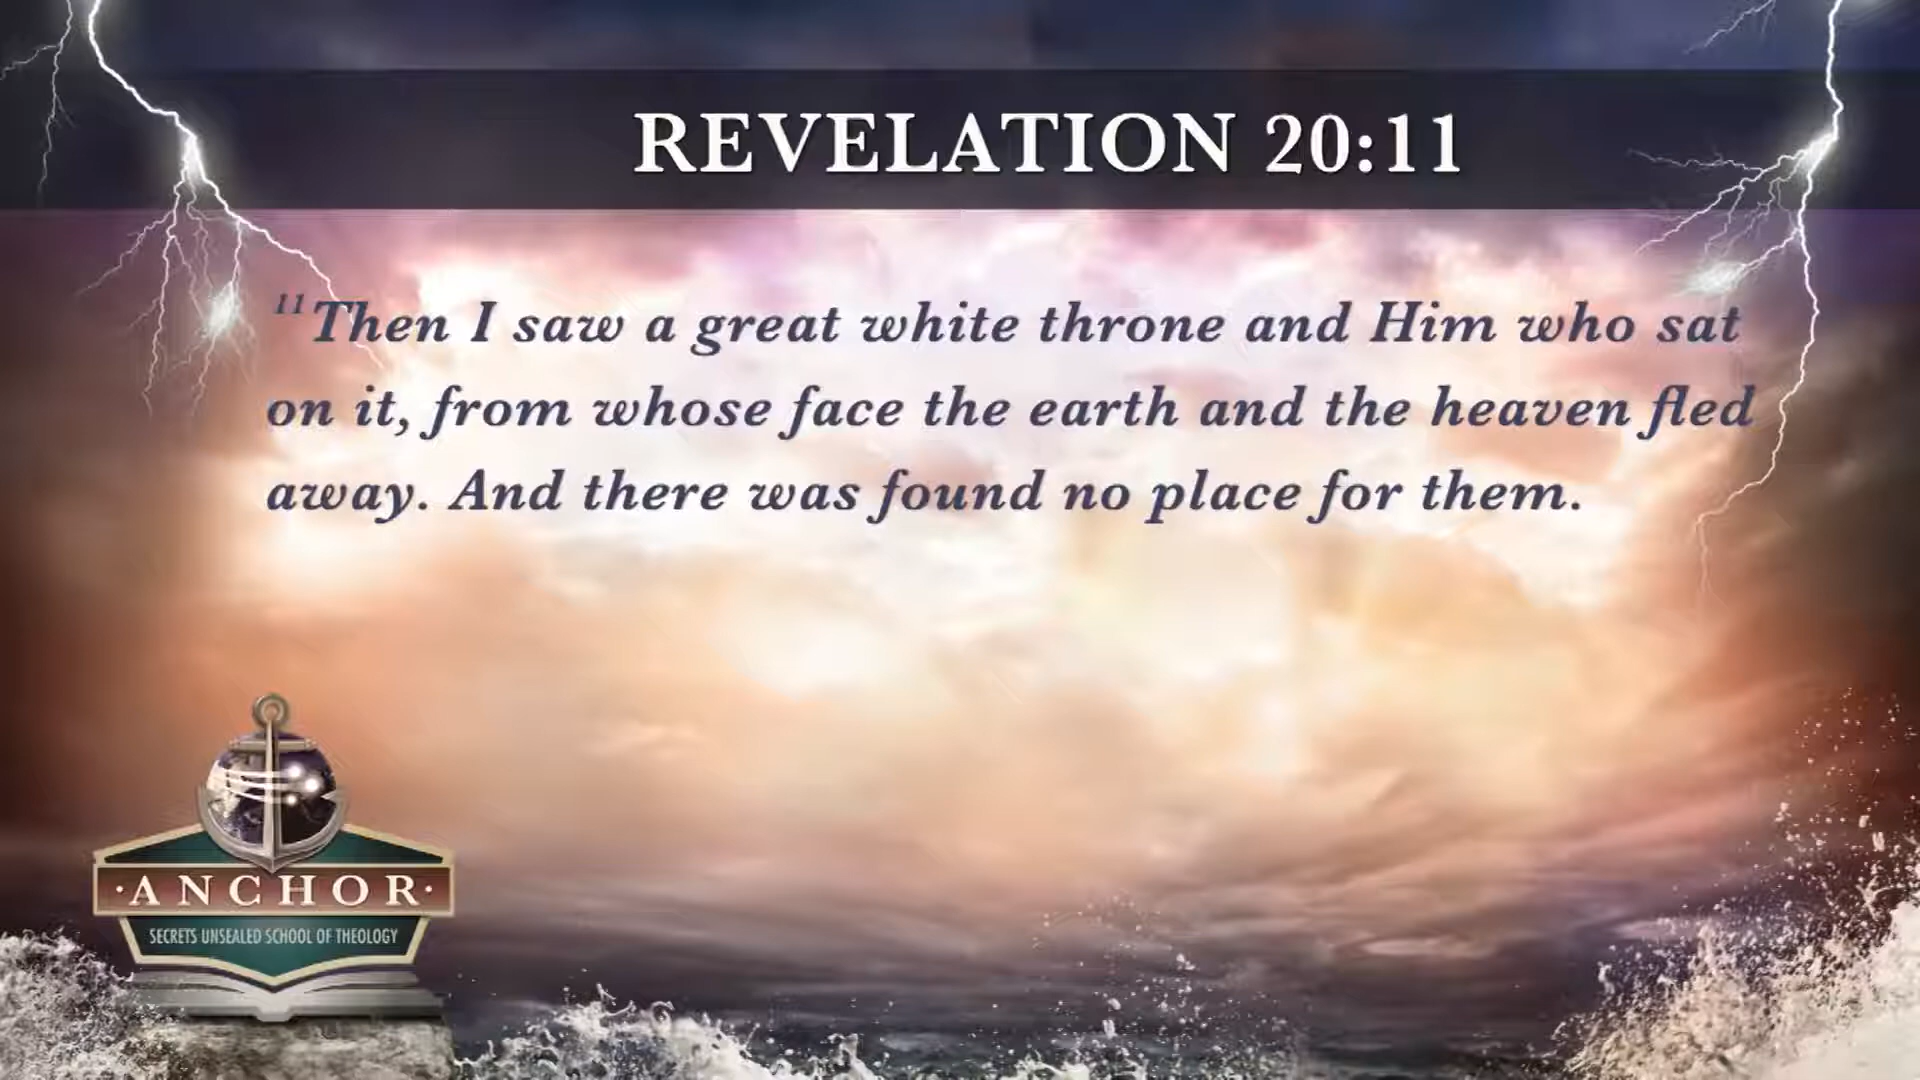 REVELATION 20:11
¹¹Then I saw a great white throne and Him who sat
on it, from whose face the earth and the heaven fled
away. And there was found no place for them.
·ANCHOR·
SECRETS UNSEALED SCHOOL OF THEOLOGY